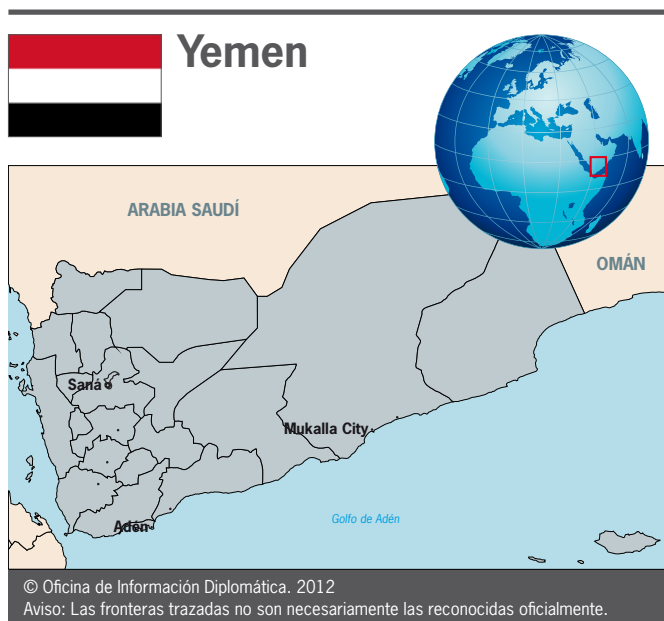 Yemen
ARABIA SAUDÍ
OMÁN
Saná
Mukalla City
Adén
Golfo de Adén
© Oficina de Información Diplomática. 2012
Aviso: Las fronteras trazadas no son necesariamente las reconocidas oficialmente.